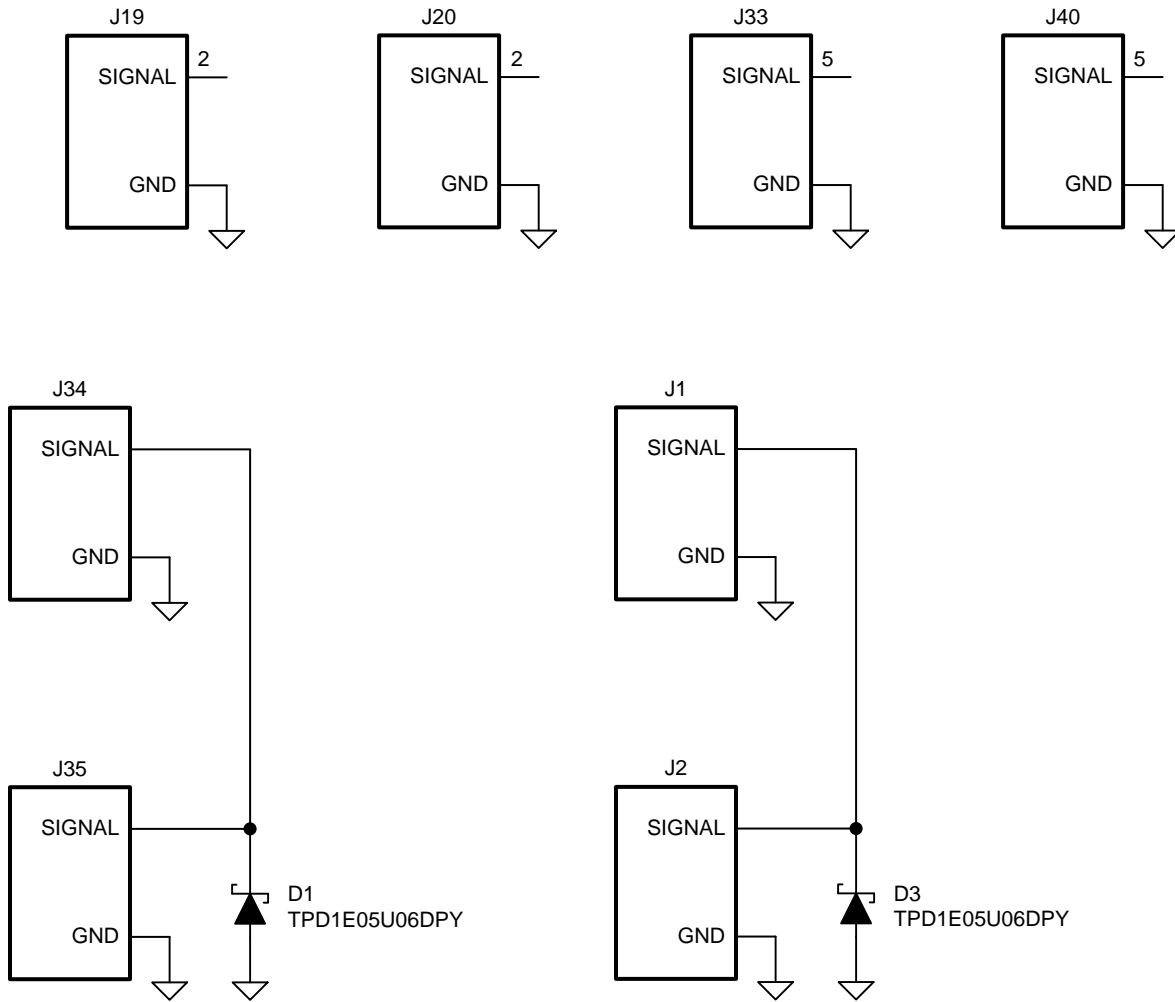 J19
J20
J33
J40
SIGNAL 2
SIGNAL 2
SIGNAL 5
SIGNAL 5
GND
GND
GND
GND
J34
J1
SIGNAL
SIGNAL
GND
GND
J35
J2
SIGNAL
SIGNAL
D1
TPD1E05U06DPY
D3
TPD1E05U06DPY
GND
GND